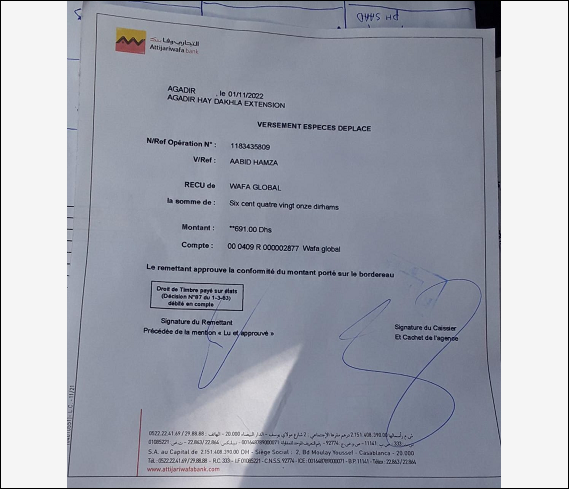 PH SAAD
التجاري وفا بنك
Attijariwafa bank
AGADIR , le 01/11/2022
AGADIR HAY DAKHLA EXTENSION
VERSEMENT ESPECES DEPLACE
N/Ref Opération N° : 1183435809
V/Ref : AABID HAMZA
RECU de WAFA GLOBAL
la somme de : Six cent quatre vingt onze dirhams
Montant : **691.00 Dhs
Compte : 00 0409 R 000002877 Wafa global
Le remettant approuve la conformité du montant porté sur le bordereau
Droit de Timbre payé sur états
(Décision N°87 du 1-3-83)
débité en compte
Signature du Remettant
Précédée de la mention « Lu et approuvé »
Signature du Caissier
Et Cachet de l'agence
S.A. au Capital de 2.151.408.390,00 DH - Siège Social : 2, Bd Moulay Youssef - Casablanca - 20.000
Tél. : 0522.22.41.69 / 29.88.88 - R.C. 333 - I.F 01085221 - C.N.S.S. 92774 - ICE : 001648789000071 - B.P. 11141 - Télex : 22.863/22.864
www.attijariwafabank.com